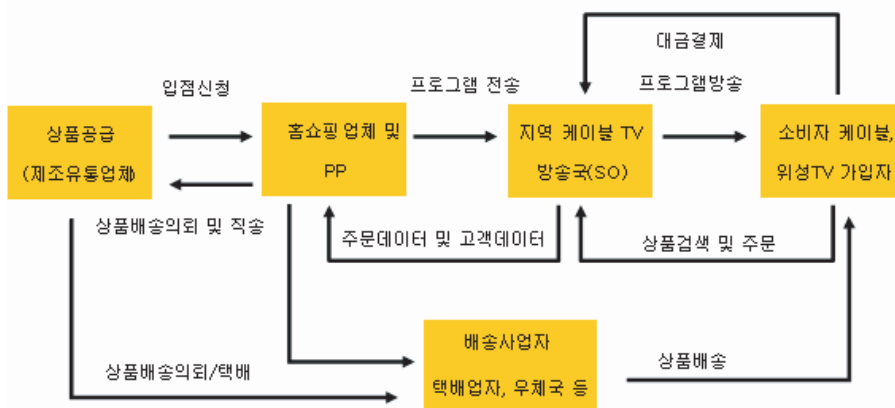 대금결제
입점신청
프로그램 전송
프로그램방송
상품공급
(제조유통업체)
홈쇼핑 업체 및
PP
지역 케이블 TV
방송국(SO)
소비자 케이블,
위성TV 가입자
상품배송의뢰 및 직송
주문데이터 및 고객데이터
상품검색 및 주문
배송사업자
택배업자, 우체국 등
상품배송의뢰/택배
상품배송